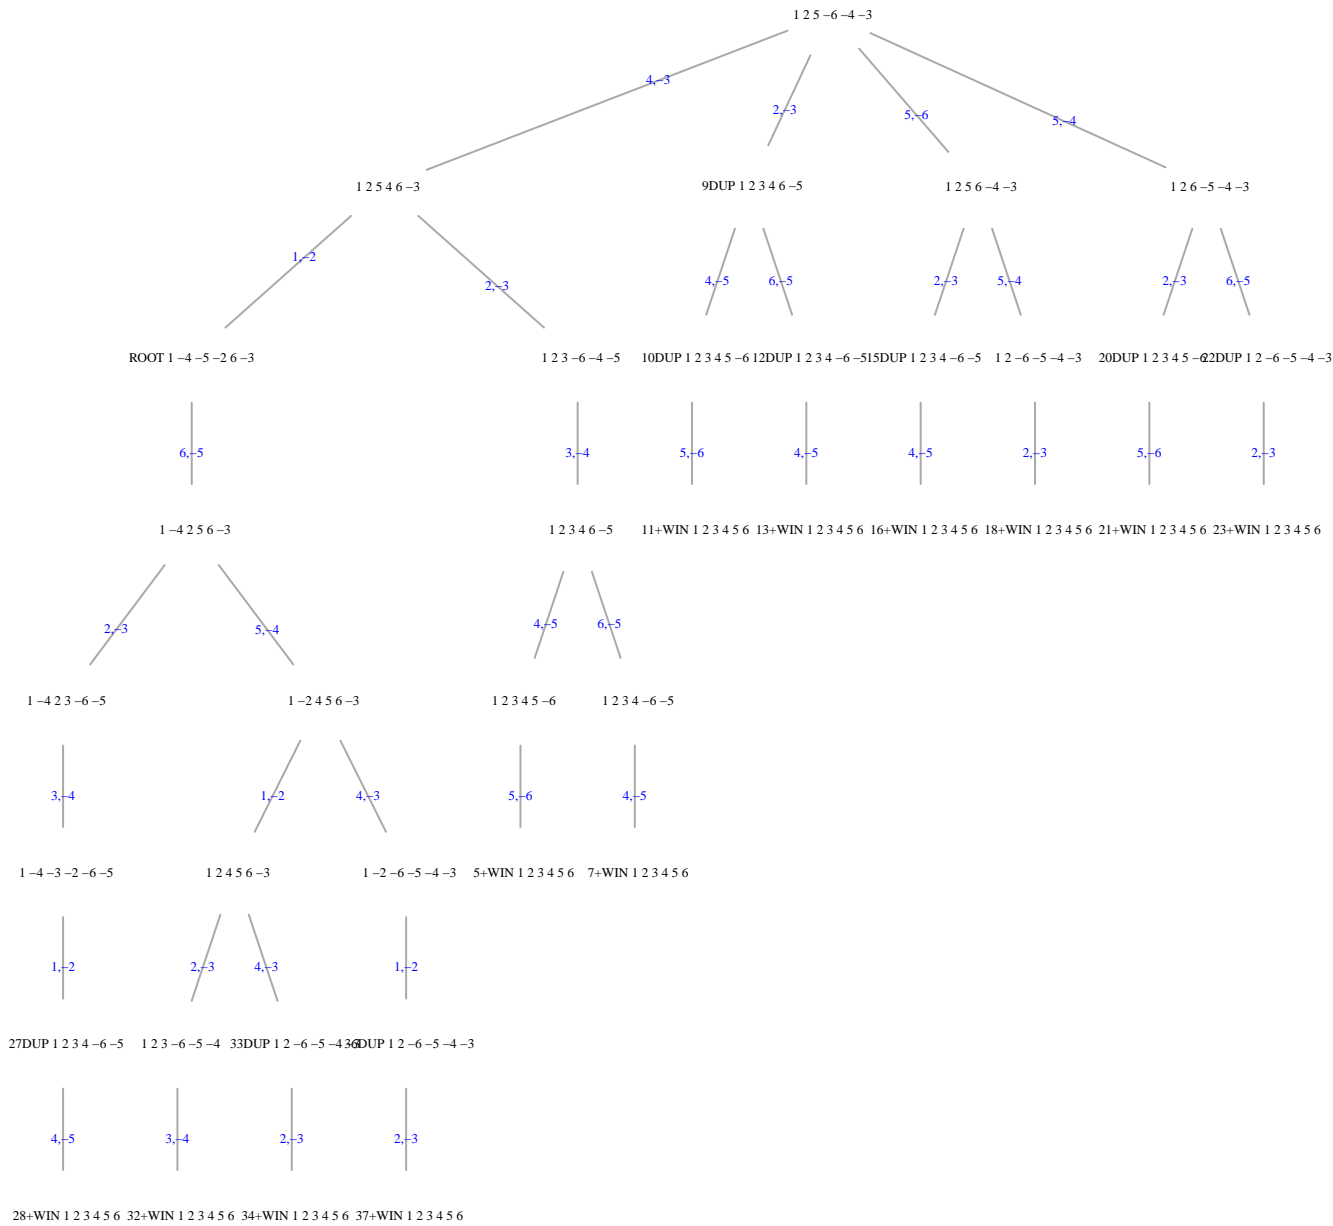 1 2 5 −6 −4 −3
4,−3
2,−3
5,−6
5,−4
1 2 5 4 6 −3
9DUP 1 2 3 4 6 −5
1 2 5 6 −4 −3
1 2 6 −5 −4 −3
1,−2
2,−3
4,−5
6,−5
2,−3
5,−4
2,−3
6,−5
ROOT 1 −4 −5 −2 6 −3
1 2 3 −6 −4 −5
10DUP 1 2 3 4 5 −6
12DUP 1 2 3 4 −6 −5
15DUP 1 2 3 4 −6 −5
1 2 −6 −5 −4 −3
20DUP 1 2 3 4 5 −6
22DUP 1 2 −6 −5 −4 −3
6,−5
3,−4
5,−6
4,−5
4,−5
2,−3
5,−6
2,−3
1 −4 2 5 6 −3
1 2 3 4 6 −5
11+WIN 1 2 3 4 5 6
13+WIN 1 2 3 4 5 6
16+WIN 1 2 3 4 5 6
18+WIN 1 2 3 4 5 6
21+WIN 1 2 3 4 5 6
23+WIN 1 2 3 4 5 6
2,−3
5,−4
4,−5
6,−5
1 −4 2 3 −6 −5
1 −2 4 5 6 −3
1 2 3 4 5 −6
1 2 3 4 −6 −5
3,−4
1,−2
4,−3
5,−6
4,−5
1 −4 −3 −2 −6 −5
1 2 4 5 6 −3
1 −2 −6 −5 −4 −3
5+WIN 1 2 3 4 5 6
7+WIN 1 2 3 4 5 6
1,−2
2,−3
4,−3
1,−2
27DUP 1 2 3 4 −6 −5
1 2 3 −6 −5 −4
33DUP 1 2 −6 −5 −4 −3
36DUP 1 2 −6 −5 −4 −3
4,−5
3,−4
2,−3
2,−3
28+WIN 1 2 3 4 5 6
32+WIN 1 2 3 4 5 6
34+WIN 1 2 3 4 5 6
37+WIN 1 2 3 4 5 6